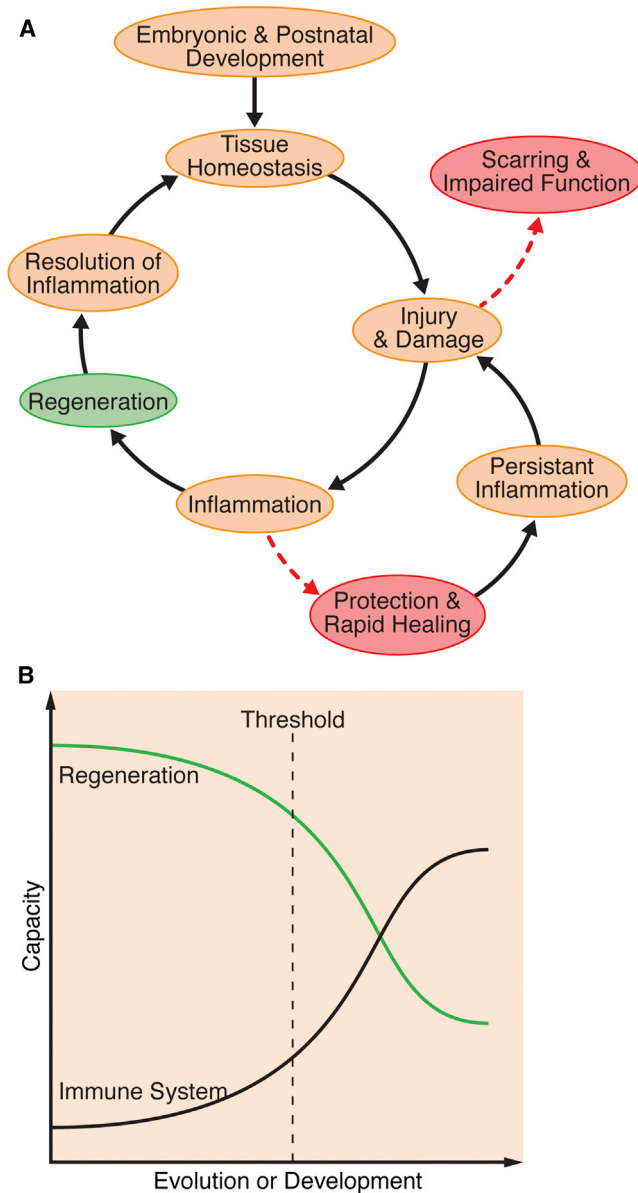 A
Embryonic & Postnatal
Development
Tissue
Homeostasis
Scarring &
Impaired Function
Resolution of
Inflammation
Injury
& Damage
Regeneration
Persistant
Inflammation
Inflammation
Protection &
Rapid Healing
B
Threshold
Regeneration
Capacity
Immune System
Evolution or Development